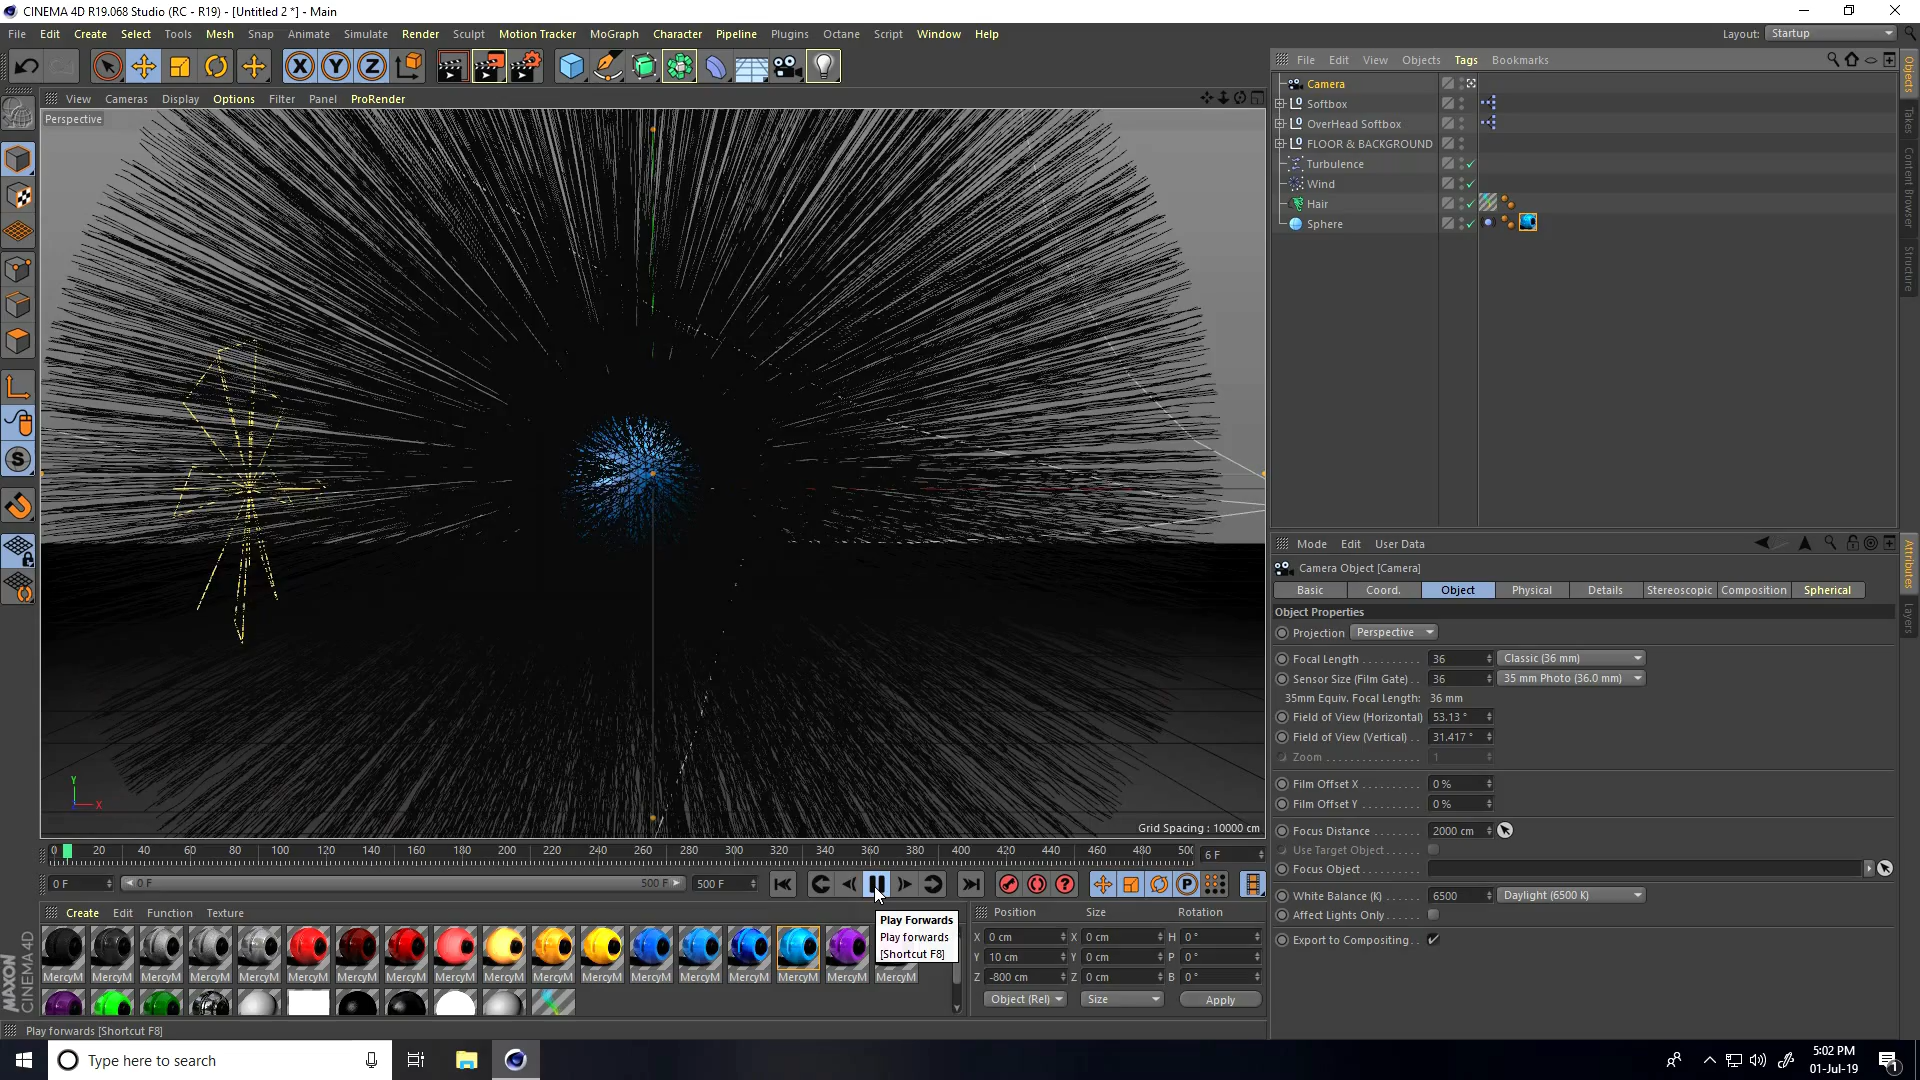 CINEMA 4D R19.068 Studio (RC - R19) - [Untitled 2 *] - Main
File Edit Create Select Tools Mesh Snap Animate Simulate Render Sculpt Motion Tracker MoGraph Character Pipeline Plugins Octane Script Window Help
Layout: Startup
X Y Z
File Edit View Objects Tags Bookmarks
View Cameras Display Options Filter Panel ProRender
Perspective
Camera
Softbox
OverHead Softbox
FLOOR & BACKGROUND
Turbulence
Wind
Hair
Sphere
Objects
Takes
Content Browser
Structure
Mode Edit User Data
Camera Object [Camera]
Basic Coord. Object Physical Details Stereoscopic Composition Spherical
Object Properties
Projection Perspective
Focal Length . . . . . . . . . . 36 Classic (36 mm)
Sensor Size (Film Gate) . . 36 35 mm Photo (36.0 mm)
35mm Equiv. Focal Length: 36 mm
Field of View (Horizontal) 53.13 °
Field of View (Vertical) . . 31.417 °
Zoom . . . . . . . . . . . . . . . . 1
Film Offset X . . . . . . . . . 0 %
Film Offset Y . . . . . . . . . 0 %
Focus Distance . . . . . . . 2000 cm
Use Target Object . . . . .
Focus Object . . . . . . . . .
White Balance (K) . . . . . 6500 Daylight (6500 K)
Affect Lights Only . . . . .
Export to Compositing . .
Attributes
Layers
Y
X
Grid Spacing : 10000 cm
0 20 40 60 80 100 120 140 160 180 200 220 240 260 280 300 320 340 360 380 400 420 440 460 480 500
6 F
0 F 0 F 500 F 500 F
Play Forwards
Play forwards
[Shortcut F8]
Create Edit Function Texture
MercyM MercyM MercyM MercyM MercyM MercyM MercyM MercyM MercyM MercyM MercyM MercyM MercyM MercyM MercyM MercyM MercyM MercyM
Position Size Rotation
X 0 cm X 0 cm H 0 °
Y 10 cm Y 0 cm P 0 °
Z -800 cm Z 0 cm B 0 °
Object (Rel) Size Apply
MAXON
CINEMA 4D
Play forwards [Shortcut F8]
Type here to search
5:02 PM
01-Jul-19
1